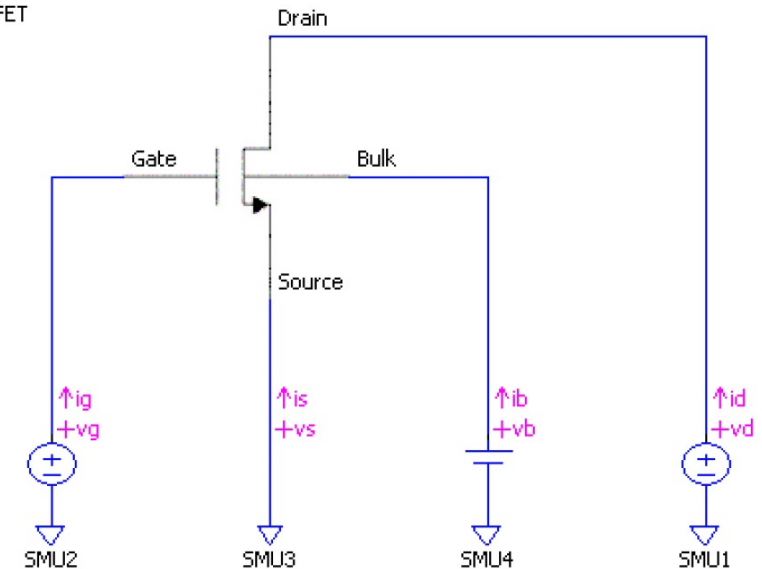 FET
Drain
Gate
Bulk
Source
↑ig
+vg
↑is
+vs
↑ib
+vb
↑id
+vd
SMU2
SMU3
SMU4
SMU1